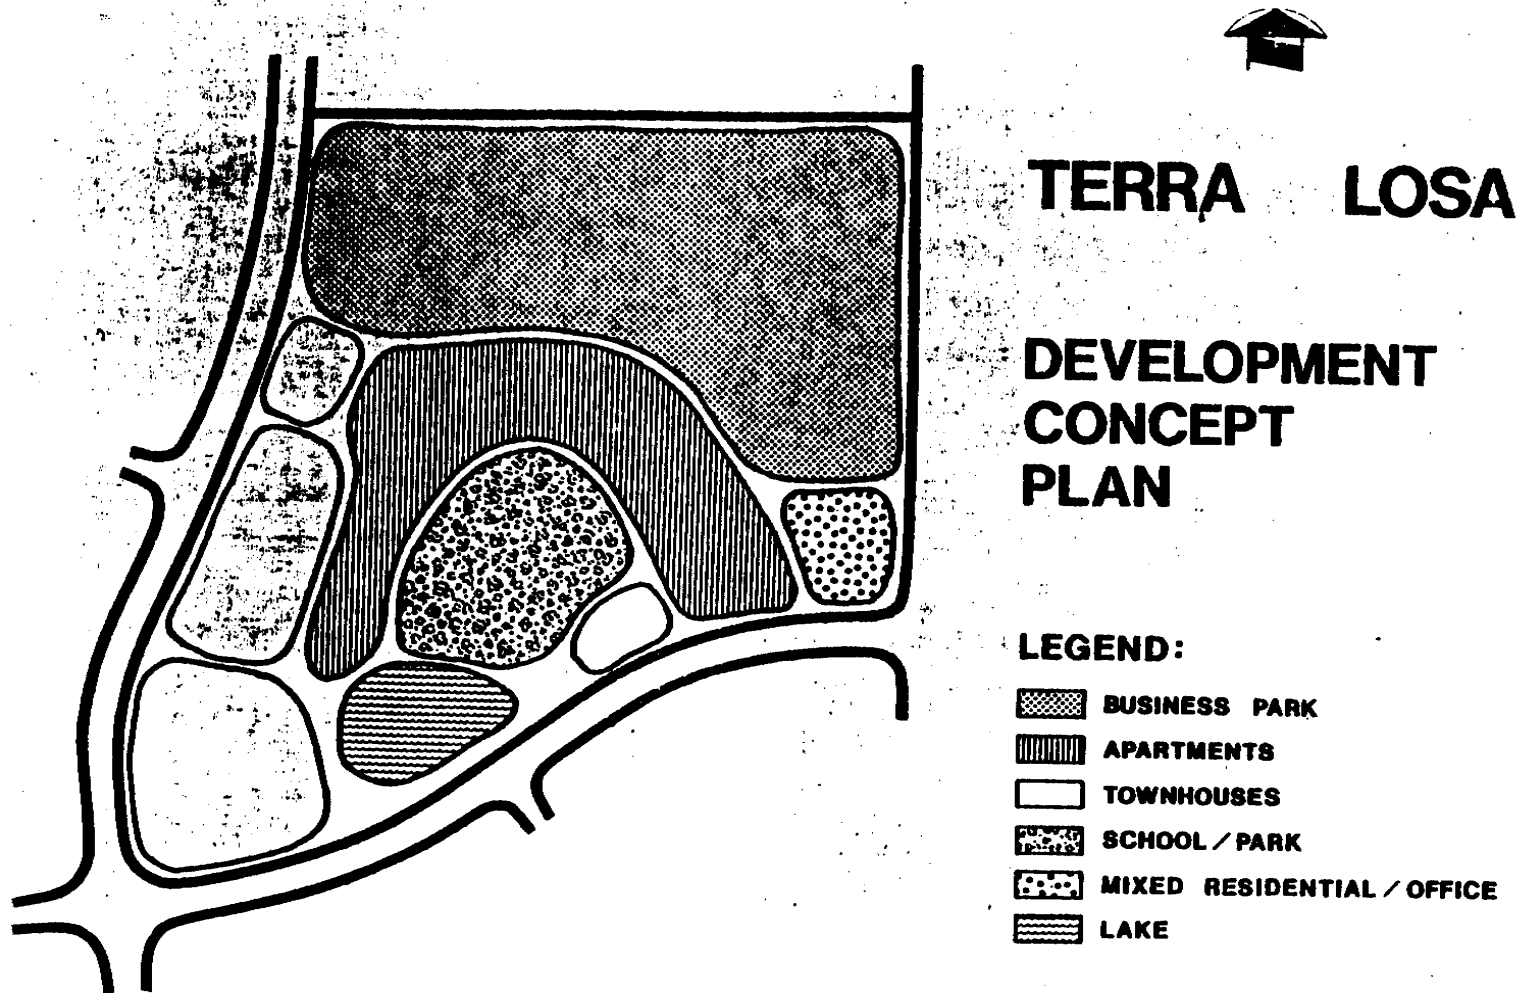 TERRA LOSA
DEVELOPMENT
CONCEPT
PLAN
LEGEND:
BUSINESS PARK
APARTMENTS
TOWNHOUSES
SCHOOL / PARK
MIXED RESIDENTIAL / OFFICE
LAKE